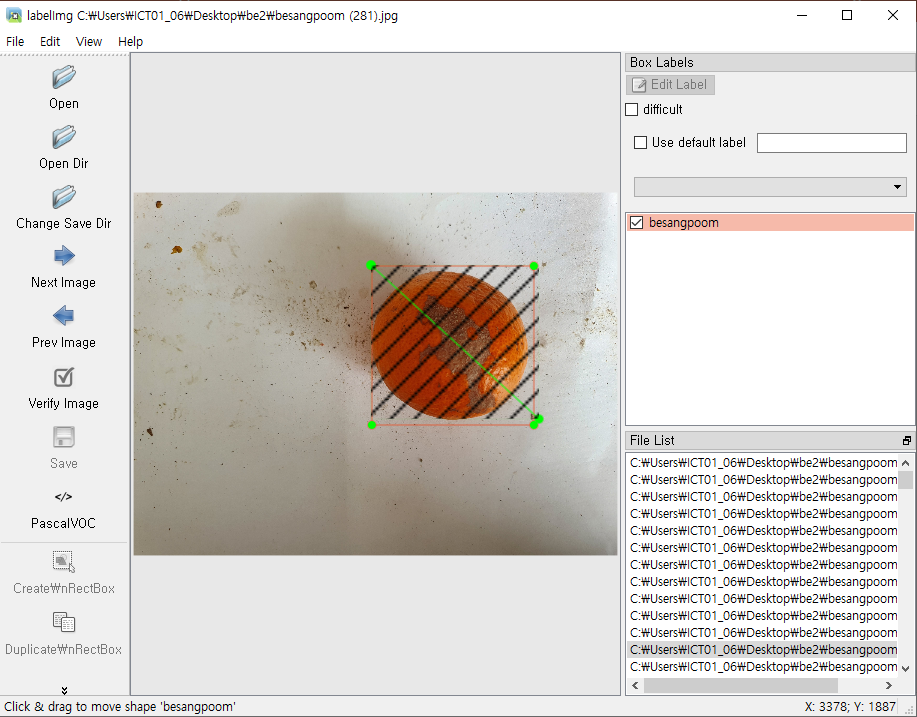 labelImg C:\Users\ICT01_06\Desktop\be2\besangpoom (281).jpg
File Edit View Help
Open
Open Dir
Change Save Dir
Next Image
Prev Image
Verify Image
Save
</>
PascalVOC
Create₩nRectBox
Duplicate₩nRectBox
Box Labels
Edit Label
difficult
Use default label
besangpoom
File List
C:₩Users₩ICT01_06₩Desktop₩be2₩besangpoom
C:₩Users₩ICT01_06₩Desktop₩be2₩besangpoom
C:₩Users₩ICT01_06₩Desktop₩be2₩besangpoom
C:₩Users₩ICT01_06₩Desktop₩be2₩besangpoom
C:₩Users₩ICT01_06₩Desktop₩be2₩besangpoom
C:₩Users₩ICT01_06₩Desktop₩be2₩besangpoom
C:₩Users₩ICT01_06₩Desktop₩be2₩besangpoom
C:₩Users₩ICT01_06₩Desktop₩be2₩besangpoom
C:₩Users₩ICT01_06₩Desktop₩be2₩besangpoom
C:₩Users₩ICT01_06₩Desktop₩be2₩besangpoom
C:₩Users₩ICT01_06₩Desktop₩be2₩besangpoom
C:₩Users₩ICT01_06₩Desktop₩be2₩besangpoom
C:₩Users₩ICT01_06₩Desktop₩be2₩besangpoom
Click & drag to move shape 'besangpoom'
X: 3378; Y: 1887